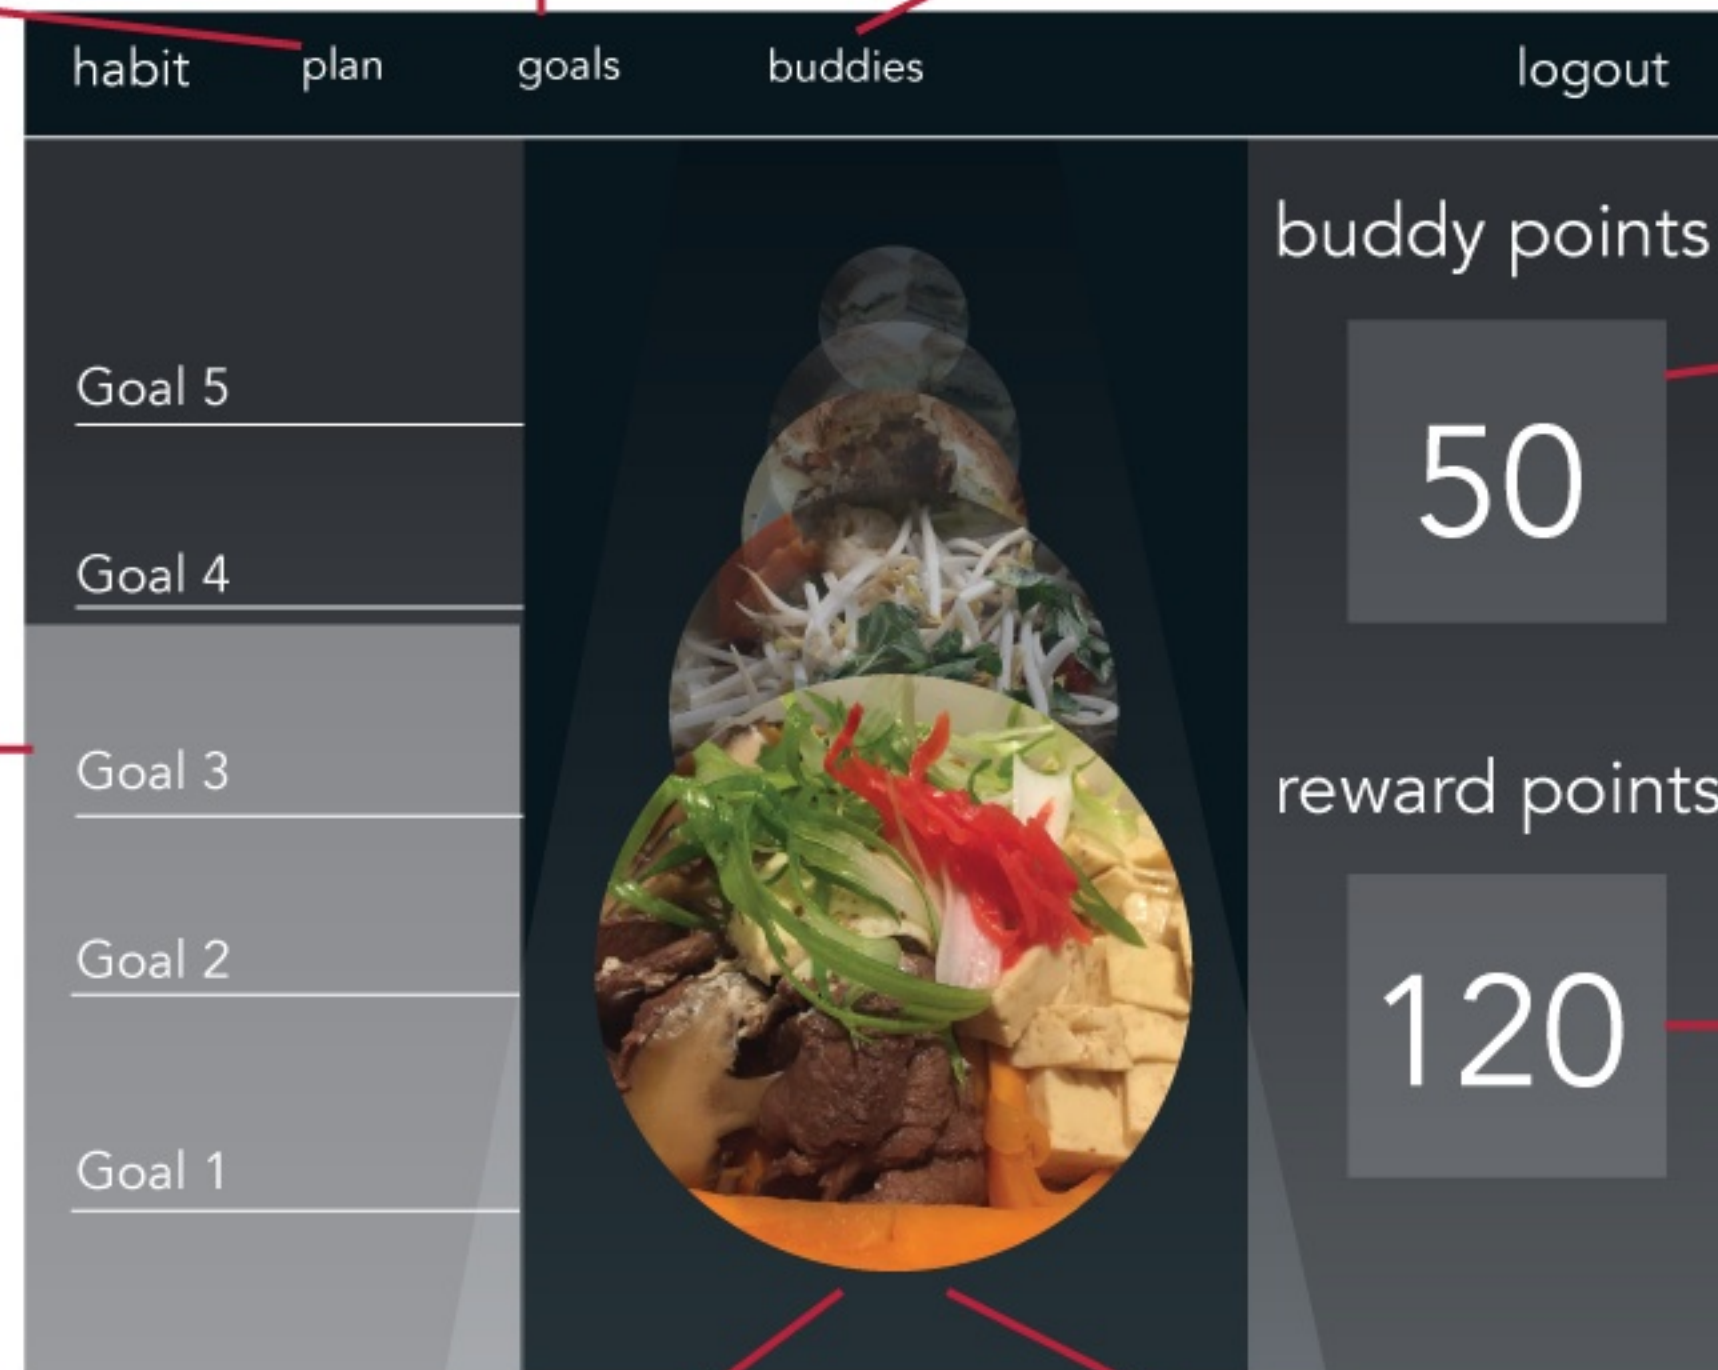 habit plan goals buddies logout
Goal 5
Goal 4
Goal 3
Goal 2
Goal 1
buddy points
50
reward points
120